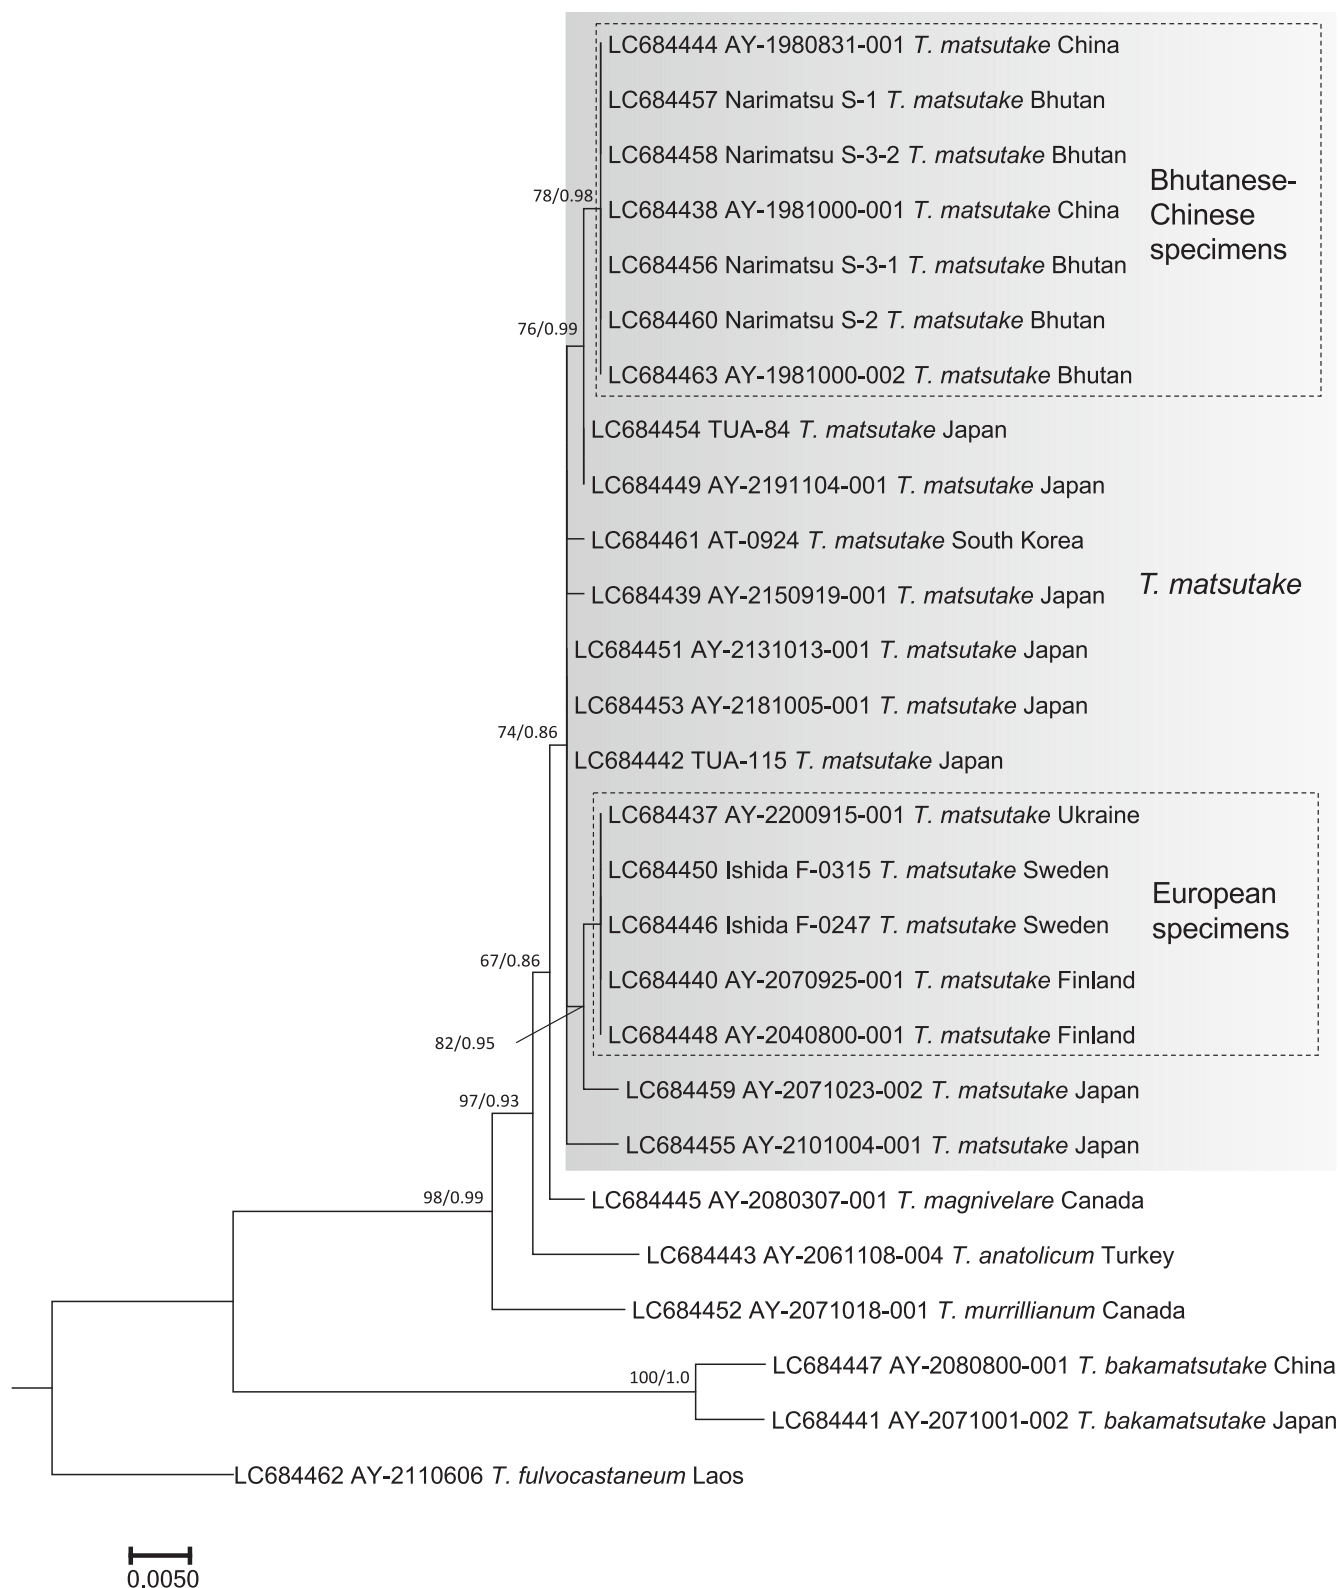 LC684444 AY-1980831-001 T. matsutake China
LC684457 Narimatsu S-1 T. matsutake Bhutan
LC684458 Narimatsu S-3-2 T. matsutake Bhutan
78/0.98
LC684438 AY-1981000-001 T. matsutake China
Bhutanese-
Chinese
specimens
LC684456 Narimatsu S-3-1 T. matsutake Bhutan
LC684460 Narimatsu S-2 T. matsutake Bhutan
76/0.99
LC684463 AY-1981000-002 T. matsutake Bhutan
LC684454 TUA-84 T. matsutake Japan
LC684449 AY-2191104-001 T. matsutake Japan
LC684461 AT-0924 T. matsutake South Korea
LC684439 AY-2150919-001 T. matsutake Japan
T. matsutake
LC684451 AY-2131013-001 T. matsutake Japan
LC684453 AY-2181005-001 T. matsutake Japan
74/0.86
LC684442 TUA-115 T. matsutake Japan
LC684437 AY-2200915-001 T. matsutake Ukraine
LC684450 Ishida F-0315 T. matsutake Sweden
LC684446 Ishida F-0247 T. matsutake Sweden
European
specimens
67/0.86
LC684440 AY-2070925-001 T. matsutake Finland
LC684448 AY-2040800-001 T. matsutake Finland
82/0.95
LC684459 AY-2071023-002 T. matsutake Japan
97/0.93
LC684455 AY-2101004-001 T. matsutake Japan
98/0.99
LC684445 AY-2080307-001 T. magnivelare Canada
LC684443 AY-2061108-004 T. anatolicum Turkey
LC684452 AY-2071018-001 T. murrillianum Canada
LC684447 AY-2080800-001 T. bakamatsutake China
100/1.0
LC684441 AY-2071001-002 T. bakamatsutake Japan
LC684462 AY-2110606 T. fulvocastaneum Laos
0.0050